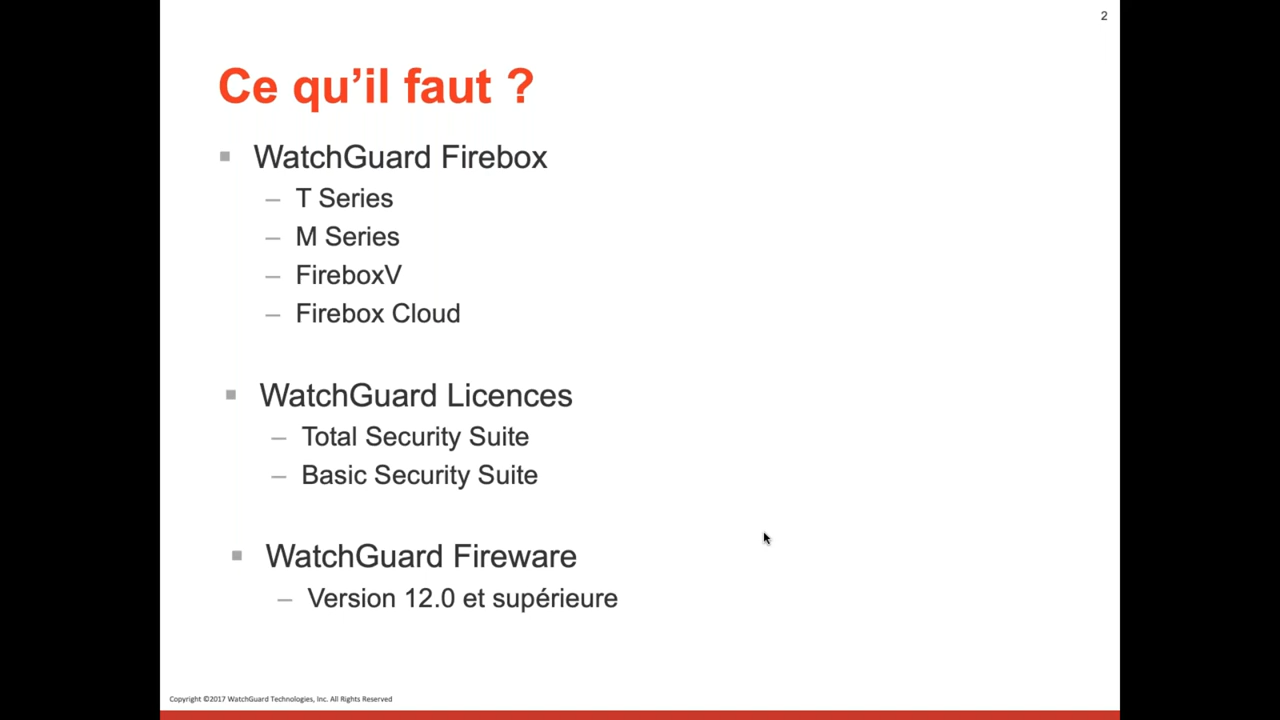 2
Ce qu’il faut ?
WatchGuard Firebox
– T Series
– M Series
– FireboxV
– Firebox Cloud
WatchGuard Licences
– Total Security Suite
– Basic Security Suite
WatchGuard Fireware
– Version 12.0 et supérieure
Copyright ©2017 WatchGuard Technologies, Inc. All Rights Reserved